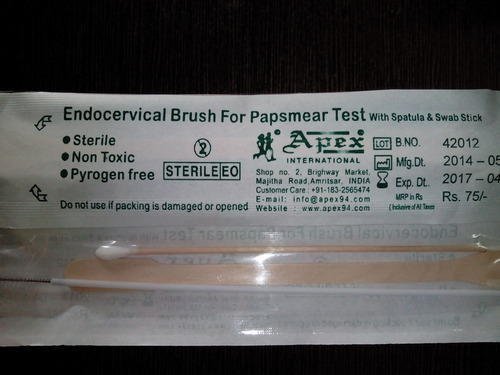 Endocervical Brush For Papsmear Test With Spatula & Swab Stick
Sterile
Non Toxic
Pyrogen free
2
STERILE EO
Do not use if packing is damaged or opened
Apex
INTERNATIONAL
Shop no. 2, Brighway Market,
Majitha Road, Amritsar, INDIA
Customer Care : +91-183-2565474
E-mail: info@apex94.com
Website : www.apex94.com
LOT B.NO. 42012
Mfg.Dt. 2014-05
Exp. Dt. 2017-04
MRP in Rs Rs. 75/-
(Inclusive of All Taxes